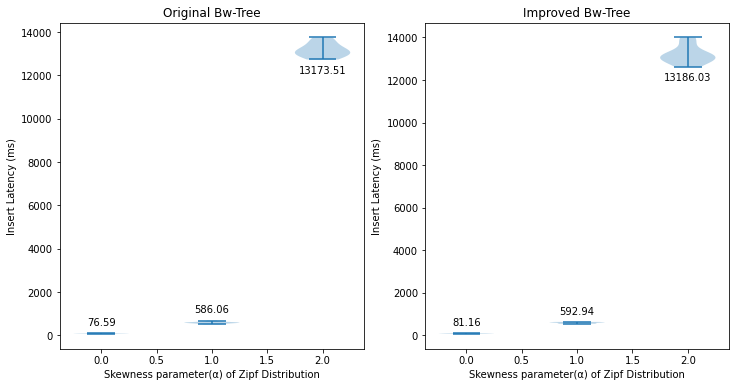 Original Bw-Tree
Insert Latency (ms)
14000
12000
10000
8000
6000
4000
2000
0
13173.51
586.06
76.59
0.0 0.5 1.0 1.5 2.0
Skewness parameter(α) of Zipf Distribution
Improved Bw-Tree
Insert Latency (ms)
14000
12000
10000
8000
6000
4000
2000
0
13186.03
592.94
81.16
0.0 0.5 1.0 1.5 2.0
Skewness parameter(α) of Zipf Distribution